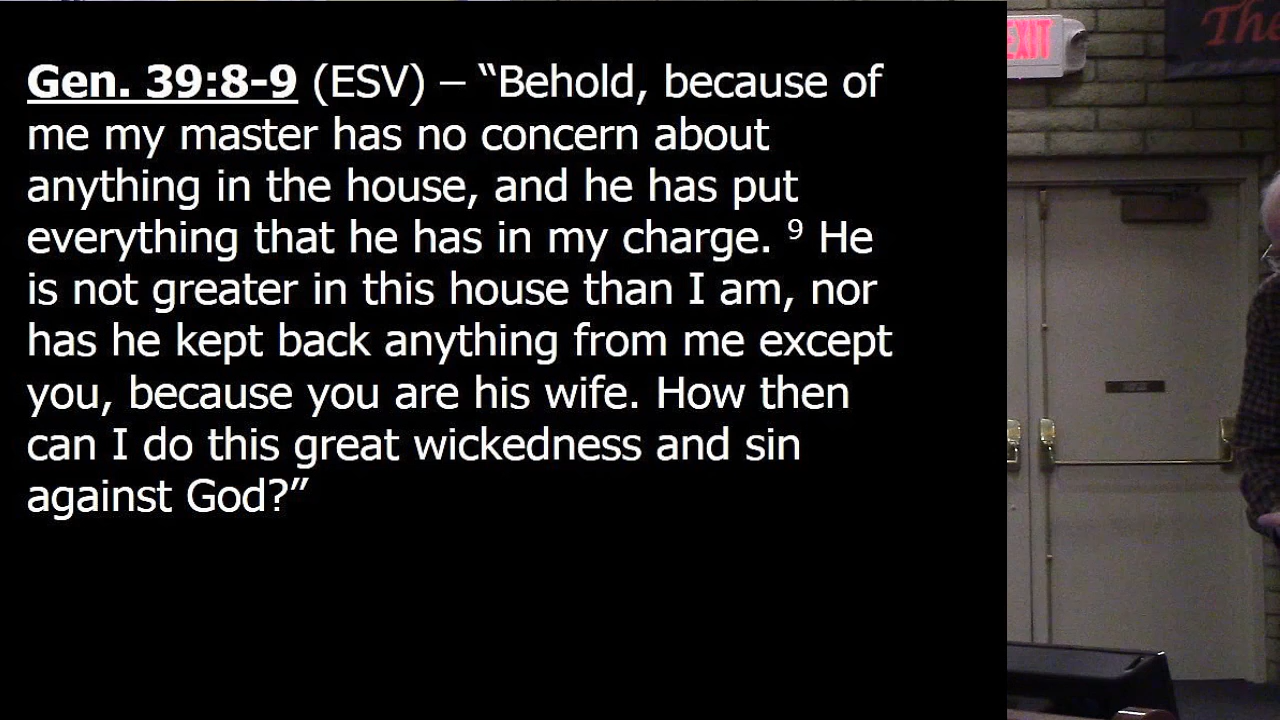 Gen. 39:8-9 (ESV) – “Behold, because of
me my master has no concern about
anything in the house, and he has put
everything that he has in my charge. ⁹ He
is not greater in this house than I am, nor
has he kept back anything from me except
you, because you are his wife. How then
can I do this great wickedness and sin
against God?”
EXIT
The